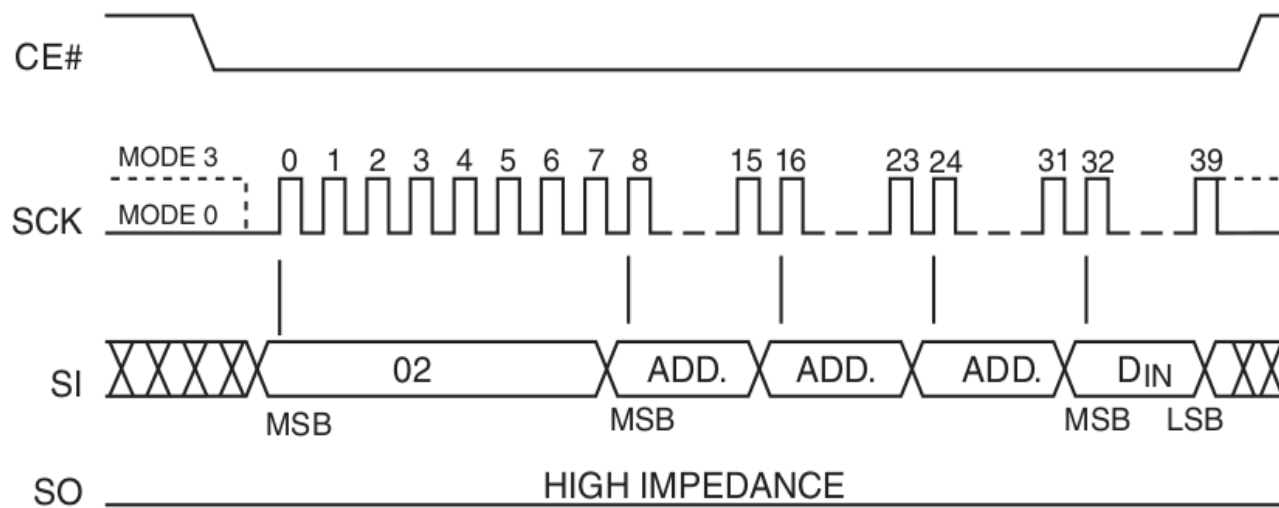 CE#
MODE 3
0 1 2 3 4 5 6 7 8 15 16 23 24 31 32 39
SCK
MODE 0
SI
02 ADD. ADD. ADD. DIN
MSB MSB MSB LSB
SO
HIGH IMPEDANCE